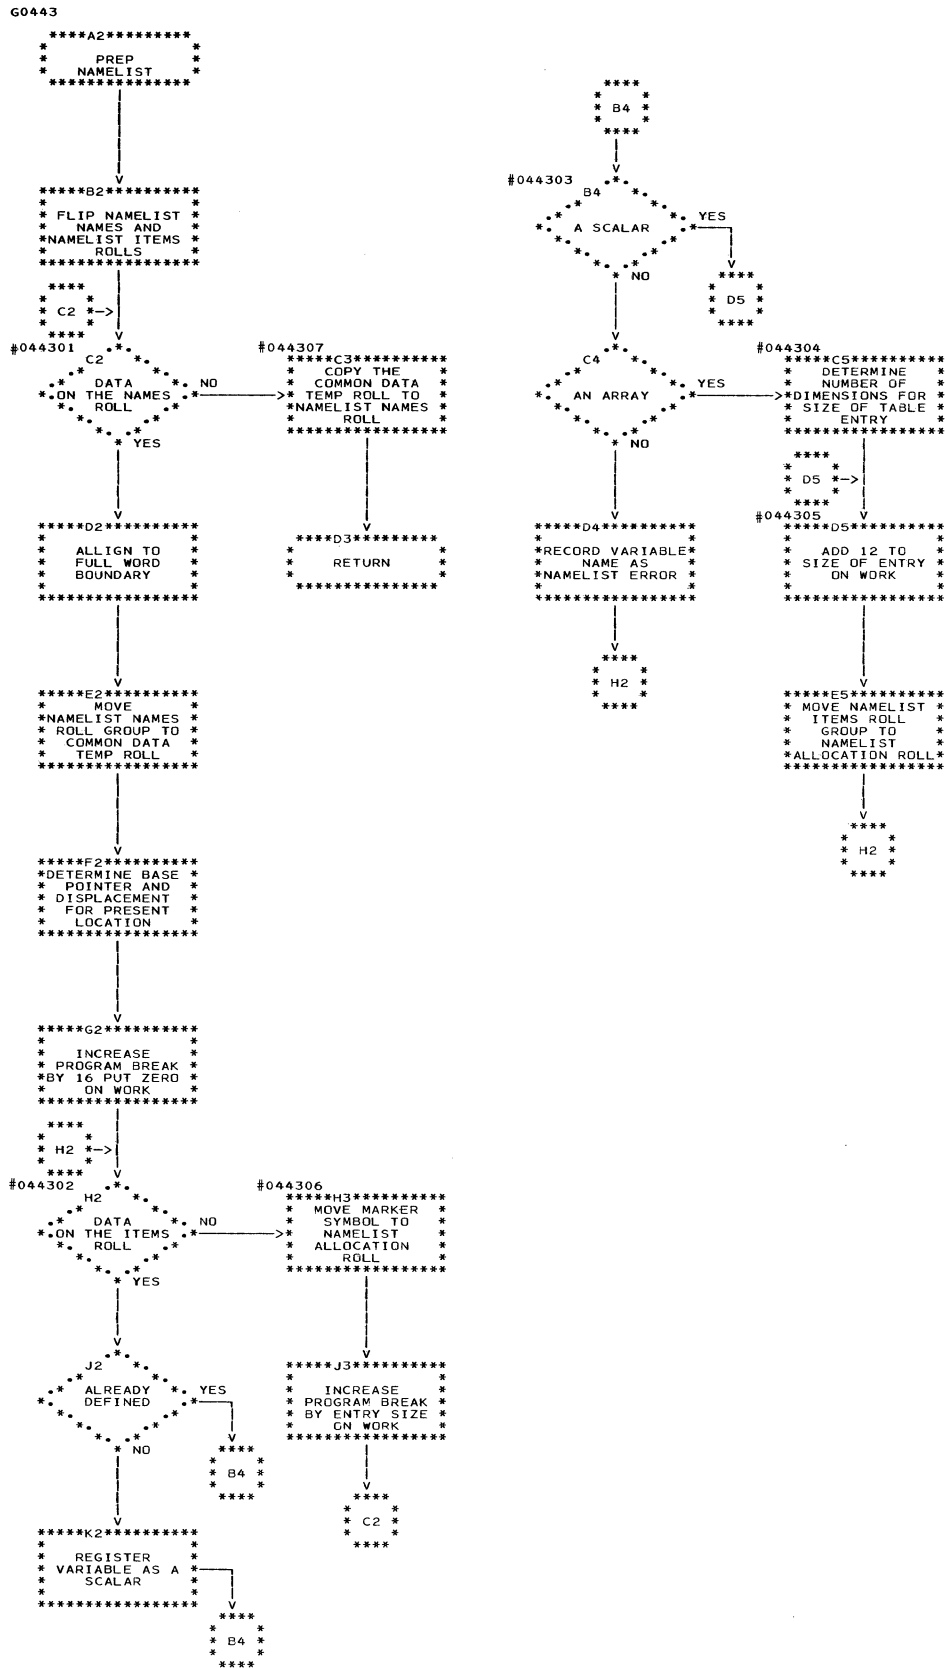 G0443
A2
PREP
NAMELIST
B2
FLIP NAMELIST
NAMES AND
NAMELIST ITEMS
ROLLS
C2
#044301
C2
DATA
ON THE NAMES
ROLL
NO
YES
#044307
C3
COPY THE
COMMON DATA
TEMP ROLL TO
NAMELIST NAMES
ROLL
D3
RETURN
D2
ALLIGN TO
FULL WORD
BOUNDARY
E2
MOVE
NAMELIST NAMES
ROLL GROUP TO
COMMON DATA
TEMP ROLL
F2
DETERMINE BASE
POINTER AND
DISPLACEMENT
FOR PRESENT
LOCATION
G2
INCREASE
PROGRAM BREAK
BY 16 PUT ZERO
ON WORK
H2
#044302
H2
DATA
ON THE ITEMS
ROLL
NO
YES
#044306
H3
MOVE MARKER
SYMBOL TO
NAMELIST
ALLOCATION
ROLL
J3
INCREASE
PROGRAM BREAK
BY ENTRY SIZE
ON WORK
C2
J2
ALREADY
DEFINED
YES
NO
B4
K2
REGISTER
VARIABLE AS A
SCALAR
B4
B4
#044303
B4
A SCALAR
YES
NO
D5
C4
AN ARRAY
YES
NO
#044304
C5
DETERMINE
NUMBER OF
DIMENSIONS FOR
SIZE OF TABLE
ENTRY
D5
#044305
D5
ADD 12 TO
SIZE OF ENTRY
ON WORK
D4
RECORD VARIABLE
NAME AS
NAMELIST ERROR
H2
E5
MOVE NAMELIST
ITEMS ROLL
GROUP TO
NAMELIST
ALLOCATION ROLL
H2